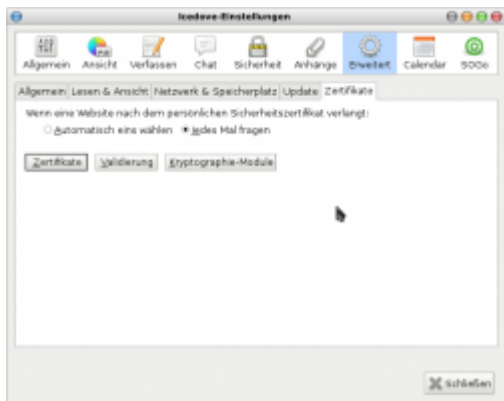 Icedove-Einstellungen
Allgemein Ansicht Verfassen Chat Sicherheit Anhänge Erweitert Calendar SOGo
Allgemein Lesen & Ansicht Netzwerk & Speicherplatz Update Zertifikate
Wenn eine Website nach dem persönlichen Sicherheitszertifikat verlangt:
Automatisch eins wählen Jedes Mal fragen
Zertifikate Validierung Kryptographie-Module
Schließen